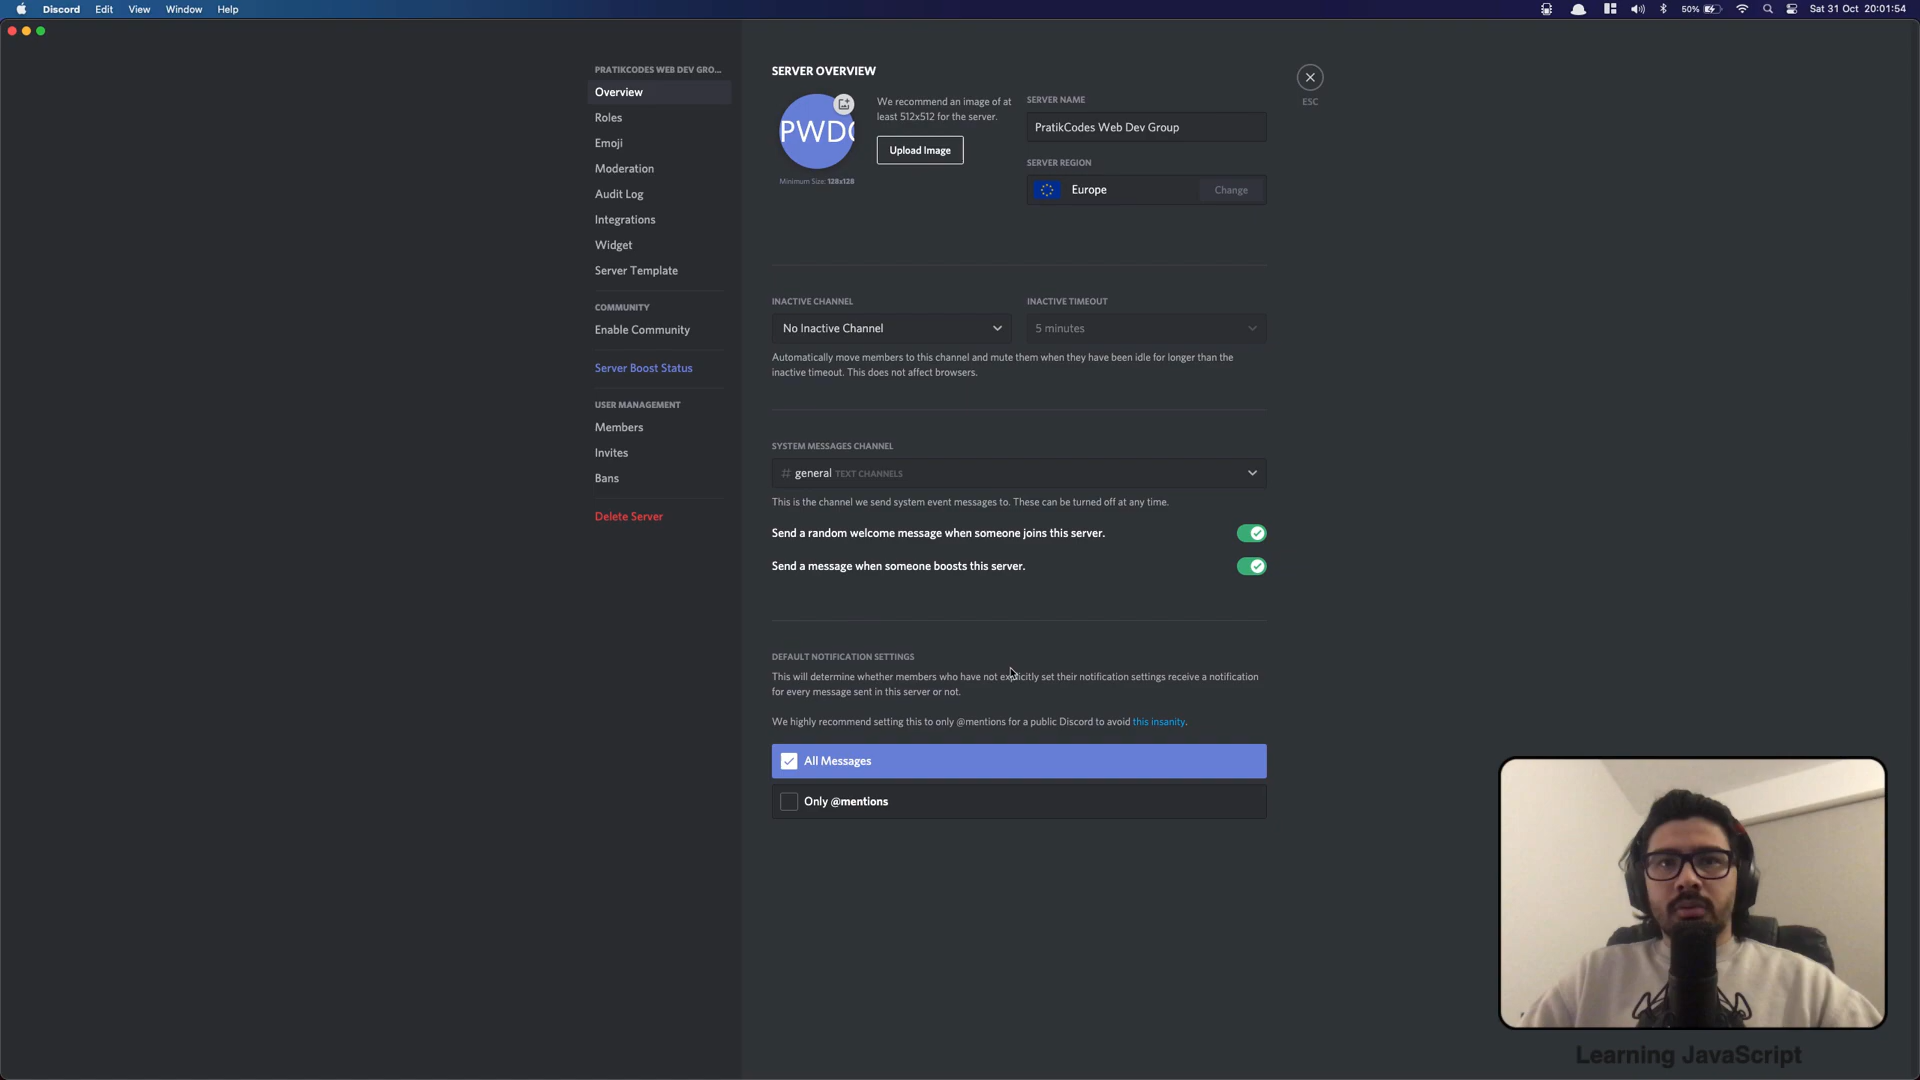 Discord Edit View Window Help
50% Sat 31 Oct 20:01:54
PRATIKCODES WEB DEV GRO...
Overview
Roles
Emoji
Moderation
Audit Log
Integrations
Widget
Server Template
COMMUNITY
Enable Community
Server Boost Status
USER MANAGEMENT
Members
Invites
Bans
Delete Server
SERVER OVERVIEW
PWDG
Minimum Size: 128x128
We recommend an image of at
least 512x512 for the server.
Upload Image
SERVER NAME
PratikCodes Web Dev Group
SERVER REGION
Europe
Change
ESC
INACTIVE CHANNEL
No Inactive Channel
INACTIVE TIMEOUT
5 minutes
Automatically move members to this channel and mute them when they have been idle for longer than the
inactive timeout. This does not affect browsers.
SYSTEM MESSAGES CHANNEL
# general TEXT CHANNELS
This is the channel we send system event messages to. These can be turned off at any time.
Send a random welcome message when someone joins this server.
Send a message when someone boosts this server.
DEFAULT NOTIFICATION SETTINGS
This will determine whether members who have not explicitly set their notification settings receive a notification
for every message sent in this server or not.
We highly recommend setting this to only @mentions for a public Discord to avoid this insanity.
All Messages
Only @mentions
Learning JavaScript